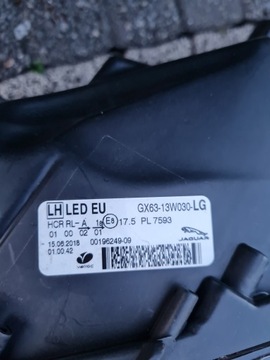 LH LED EU GX63-13W030-LG
HCR RL-A 1a E8 17.5 PL 7593
01 00 02 01
15.06.2018 00196249-09
01.00.42
JAGUAR